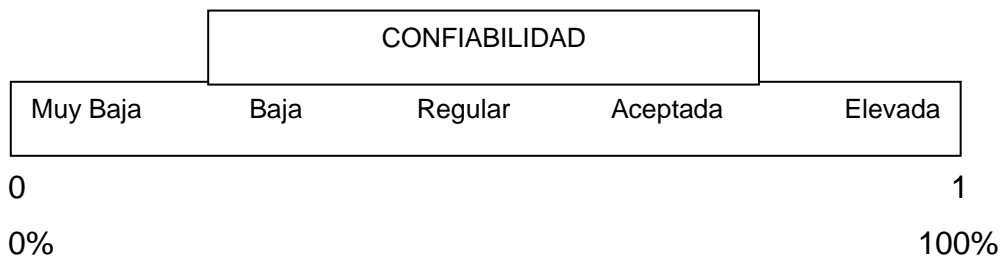 CONFIABILIDAD
Muy Baja Baja Regular Aceptada Elevada
0 1
0% 100%